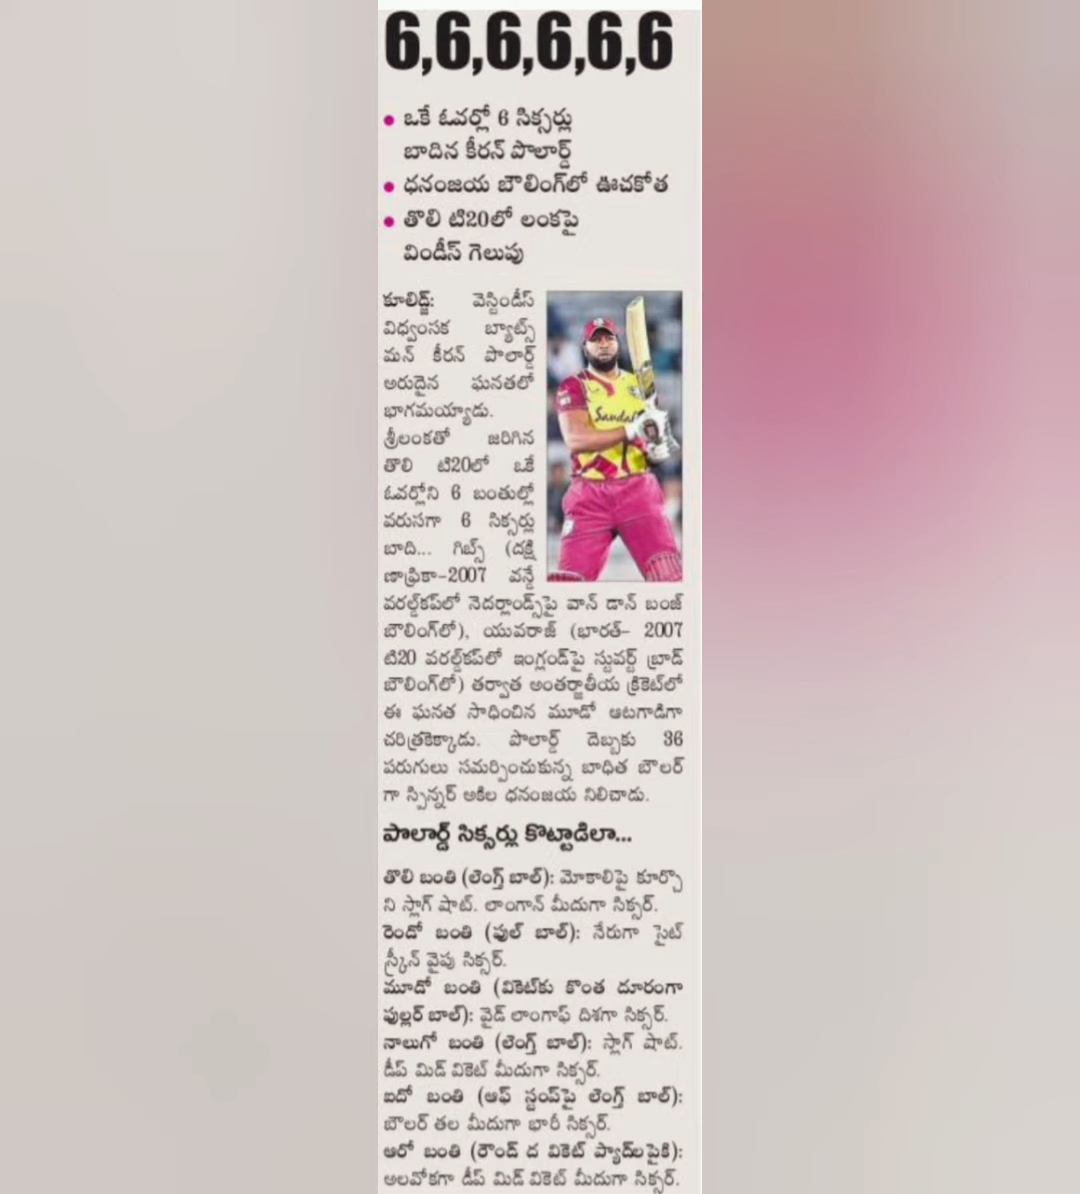 6,6,6,6,6,6
• ఒకే ఓవర్లో 6 సిక్సర్లు
బాదిన కీరన్ పొలార్డ్
• ధనంజయ బౌలింగ్‌లో ఊచకోత
• తొలి టి20లో లంకపై
విండీస్ గెలుపు
కూలిడ్జ్: వెస్టిండీస్
విధ్వంసక బ్యాట్స్
మన్ కీరన్ పొలార్డ్
అరుదైన ఘనతలో
భాగమయ్యాడు.
శ్రీలంకతో జరిగిన
తొలి టి20లో ఒకే
ఓవర్లోని 6 బంతుల్లో
వరుసగా 6 సిక్సర్లు
బాది... గిబ్స్ (దక్షి
ణాఫ్రికా–2007 వన్డే
వరల్డ్‌కప్‌లో నెదర్లాండ్స్‌పై వాన్ డాన్ బంజ్
బౌలింగ్‌లో), యువరాజ్ (భారత్– 2007
టి20 వరల్డ్‌కప్‌లో ఇంగ్లండ్‌పై స్టువర్ట్ బ్రాడ్
బౌలింగ్‌లో) తర్వాత అంతర్జాతీయ క్రికెట్‌లో
ఈ ఘనత సాధించిన మూడో ఆటగాడిగా
చరిత్రకెక్కాడు. పొలార్డ్ దెబ్బకు 36
పరుగులు సమర్పించుకున్న బాధిత బౌలర్
గా స్పిన్నర్ అకిల ధనంజయ నిలిచాడు.
Sandal
పొలార్డ్ సిక్సర్లు కొట్టాడిలా...
తొలి బంతి (లెంగ్త్ బాల్): మోకాలిపై కూర్చొ
ని స్లాగ్ షాట్. లాంగాన్ మీదుగా సిక్సర్.
రెండో బంతి (ఫుల్ బాల్): నేరుగా సైట్
స్క్రీన్ వైపు సిక్సర్.
మూడో బంతి (వికెట్‌కు కొంత దూరంగా
ఫుల్లర్ బాల్): వైడ్ లాంగాఫ్ దిశగా సిక్సర్.
నాలుగో బంతి (లెంగ్త్ బాల్): స్లాగ్ షాట్.
డీప్ మిడ్ వికెట్ మీదుగా సిక్సర్.
ఐదో బంతి (ఆఫ్ స్టంప్‌పై లెంగ్త్ బాల్):
బౌలర్ తల మీదుగా భారీ సిక్సర్.
ఆరో బంతి (రౌండ్ ద వికెట్ ప్యాడ్‌లపైకి):
అలవోకగా డీప్ మిడ్ వికెట్ మీదుగా సిక్సర్.